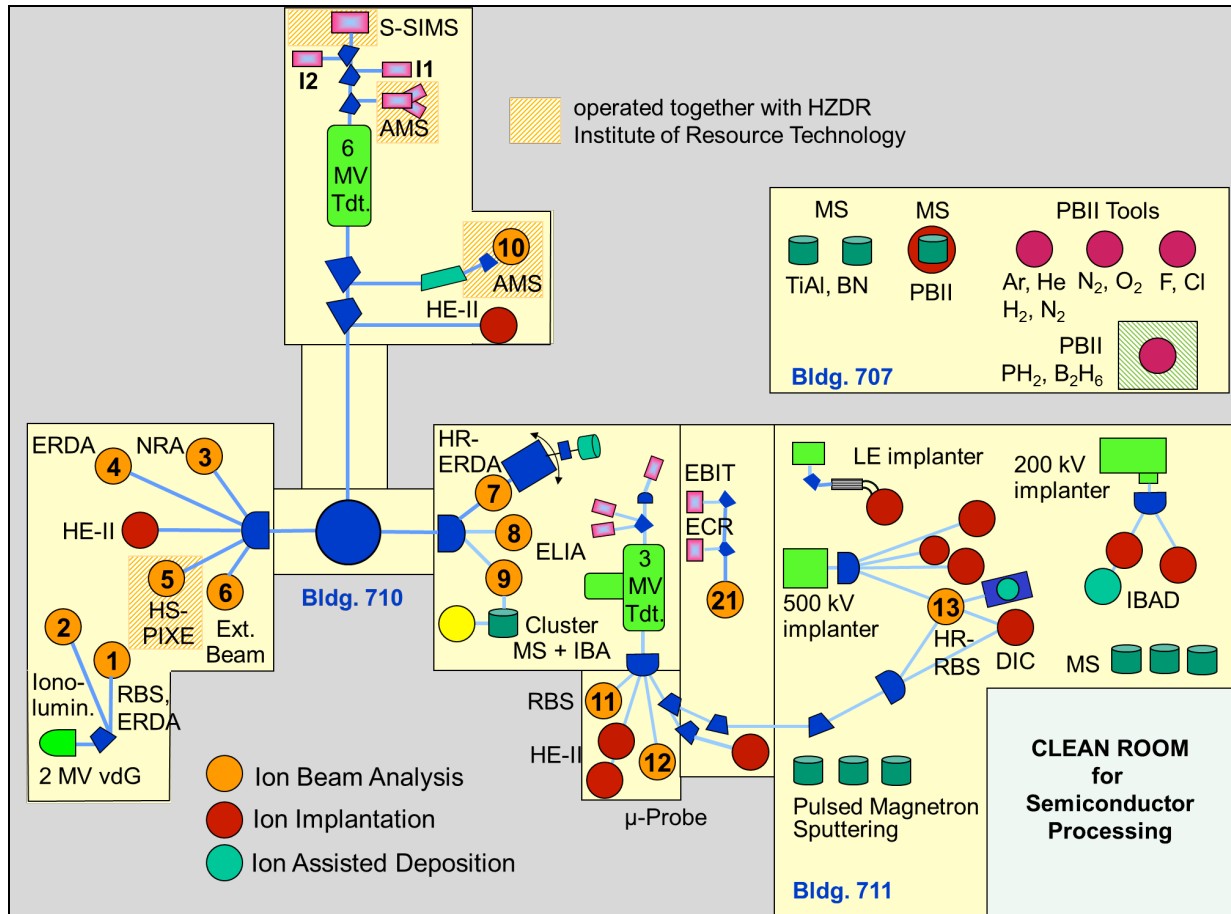 S-SIMS
I2
I1
AMS
6
MV
Tdt.
operated together with HZDR
Institute of Resource Technology
10
AMS
HE-II
MS
TiAl, BN
MS
PBII
PBII Tools
Ar, He
H₂, N₂
N₂, O₂
F, Cl
PBII
PH₂, B₂H₆
Bldg. 707
ERDA
4
NRA
3
HE-II
5
HS-
PIXE
6
Ext.
Beam
2
1
Iono-
lumin.
RBS,
ERDA
2 MV vdG
Bldg. 710
HR-
ERDA
7
8
ELIA
9
Cluster
MS + IBA
3
MV
Tdt.
EBIT
ECR
21
RBS
11
HE-II
12
µ-Probe
LE implanter
200 kV
implanter
500 kV
implanter
13
HR-
RBS
DIC
IBAD
MS
Pulsed Magnetron
Sputtering
Bldg. 711
CLEAN ROOM
for
Semiconductor
Processing
Ion Beam Analysis
Ion Implantation
Ion Assisted Deposition